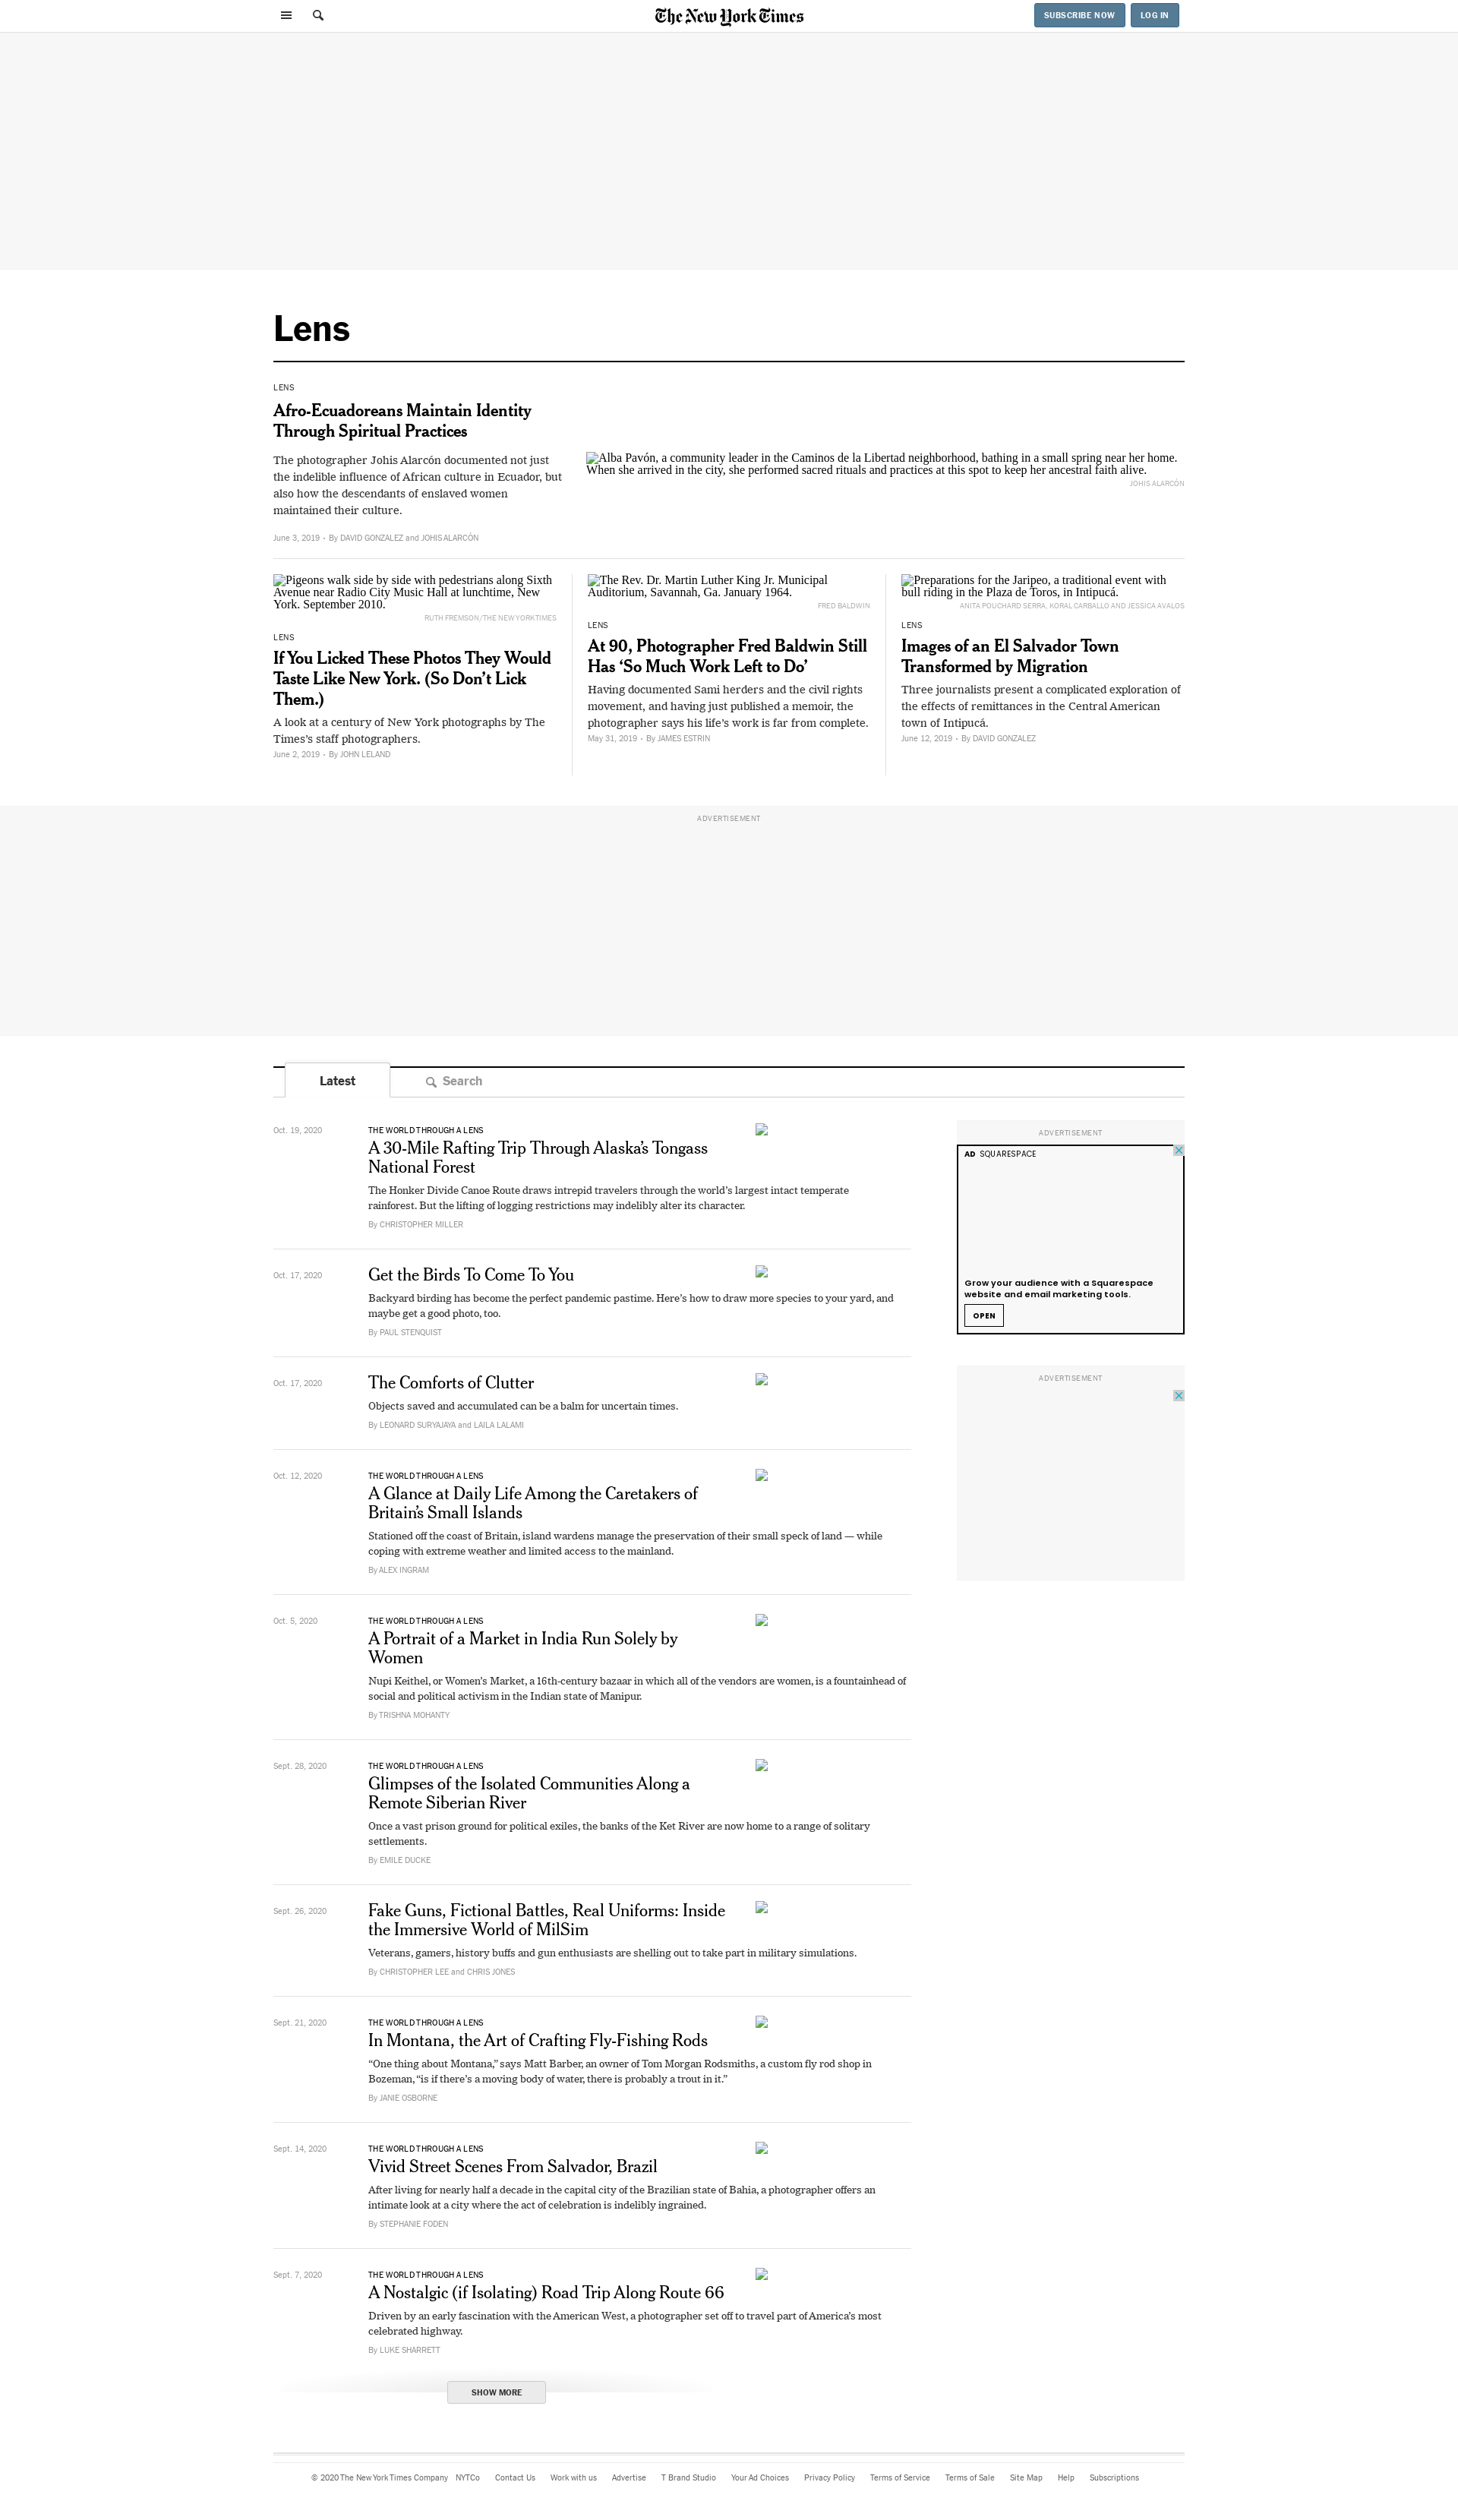 The New York Times
SUBSCRIBE NOW
LOG IN
Lens
LENS
Afro-Ecuadoreans Maintain Identity
Through Spiritual Practices
The photographer Johis Alarcón documented not just
the indelible influence of African culture in Ecuador, but
also how the descendants of enslaved women
maintained their culture.
June 3, 2019 • By DAVID GONZALEZ and JOHIS ALARCÓN
Alba Pavón, a community leader in the Caminos de la Libertad neighborhood, bathing in a small spring near her home.
When she arrived in the city, she performed sacred rituals and practices at this spot to keep her ancestral faith alive.
JOHIS ALARCÓN
Pigeons walk side by side with pedestrians along Sixth
Avenue near Radio City Music Hall at lunchtime, New
York. September 2010.
RUTH FREMSON/THE NEW YORK TIMES
LENS
If You Licked These Photos They Would
Taste Like New York. (So Don’t Lick
Them.)
A look at a century of New York photographs by The
Times’s staff photographers.
June 2, 2019 • By JOHN LELAND
The Rev. Dr. Martin Luther King Jr. Municipal
Auditorium, Savannah, Ga. January 1964.
FRED BALDWIN
LENS
At 90, Photographer Fred Baldwin Still
Has ‘So Much Work Left to Do’
Having documented Sami herders and the civil rights
movement, and having just published a memoir, the
photographer says his life’s work is far from complete.
May 31, 2019 • By JAMES ESTRIN
Preparations for the Jaripeo, a traditional event with
bull riding in the Plaza de Toros, in Intipucá.
ANITA POUCHARD SERRA, KORAL CARBALLO AND JESSICA AVALOS
LENS
Images of an El Salvador Town
Transformed by Migration
Three journalists present a complicated exploration of
the effects of remittances in the Central American
town of Intipucá.
June 12, 2019 • By DAVID GONZALEZ
ADVERTISEMENT
Latest
Search
Oct. 19, 2020
THE WORLD THROUGH A LENS
A 30-Mile Rafting Trip Through Alaska’s Tongass
National Forest
The Honker Divide Canoe Route draws intrepid travelers through the world’s largest intact temperate
rainforest. But the lifting of logging restrictions may indelibly alter its character.
By CHRISTOPHER MILLER
Oct. 17, 2020
Get the Birds To Come To You
Backyard birding has become the perfect pandemic pastime. Here’s how to draw more species to your yard, and
maybe get a good photo, too.
By PAUL STENQUIST
Oct. 17, 2020
The Comforts of Clutter
Objects saved and accumulated can be a balm for uncertain times.
By LEONARD SURYAJAYA and LAILA LALAMI
Oct. 12, 2020
THE WORLD THROUGH A LENS
A Glance at Daily Life Among the Caretakers of
Britain’s Small Islands
Stationed off the coast of Britain, island wardens manage the preservation of their small speck of land — while
coping with extreme weather and limited access to the mainland.
By ALEX INGRAM
Oct. 5, 2020
THE WORLD THROUGH A LENS
A Portrait of a Market in India Run Solely by
Women
Nupi Keithel, or Women’s Market, a 16th-century bazaar in which all of the vendors are women, is a fountainhead of
social and political activism in the Indian state of Manipur.
By TRISHNA MOHANTY
Sept. 28, 2020
THE WORLD THROUGH A LENS
Glimpses of the Isolated Communities Along a
Remote Siberian River
Once a vast prison ground for political exiles, the banks of the Ket River are now home to a range of solitary
settlements.
By EMILE DUCKE
Sept. 26, 2020
Fake Guns, Fictional Battles, Real Uniforms: Inside
the Immersive World of MilSim
Veterans, gamers, history buffs and gun enthusiasts are shelling out to take part in military simulations.
By CHRISTOPHER LEE and CHRIS JONES
Sept. 21, 2020
THE WORLD THROUGH A LENS
In Montana, the Art of Crafting Fly-Fishing Rods
“One thing about Montana,” says Matt Barber, an owner of Tom Morgan Rodsmiths, a custom fly rod shop in
Bozeman, “is if there’s a moving body of water, there is probably a trout in it.”
By JANIE OSBORNE
Sept. 14, 2020
THE WORLD THROUGH A LENS
Vivid Street Scenes From Salvador, Brazil
After living for nearly half a decade in the capital city of the Brazilian state of Bahia, a photographer offers an
intimate look at a city where the act of celebration is indelibly ingrained.
By STEPHANIE FODEN
Sept. 7, 2020
THE WORLD THROUGH A LENS
A Nostalgic (if Isolating) Road Trip Along Route 66
Driven by an early fascination with the American West, a photographer set off to travel part of America’s most
celebrated highway.
By LUKE SHARRETT
SHOW MORE
ADVERTISEMENT
AD SQUARESPACE
Grow your audience with a Squarespace
website and email marketing tools.
OPEN
ADVERTISEMENT
© 2020 The New York Times Company NYTCo Contact Us Work with us Advertise T Brand Studio Your Ad Choices Privacy Policy Terms of Service Terms of Sale Site Map Help Subscriptions